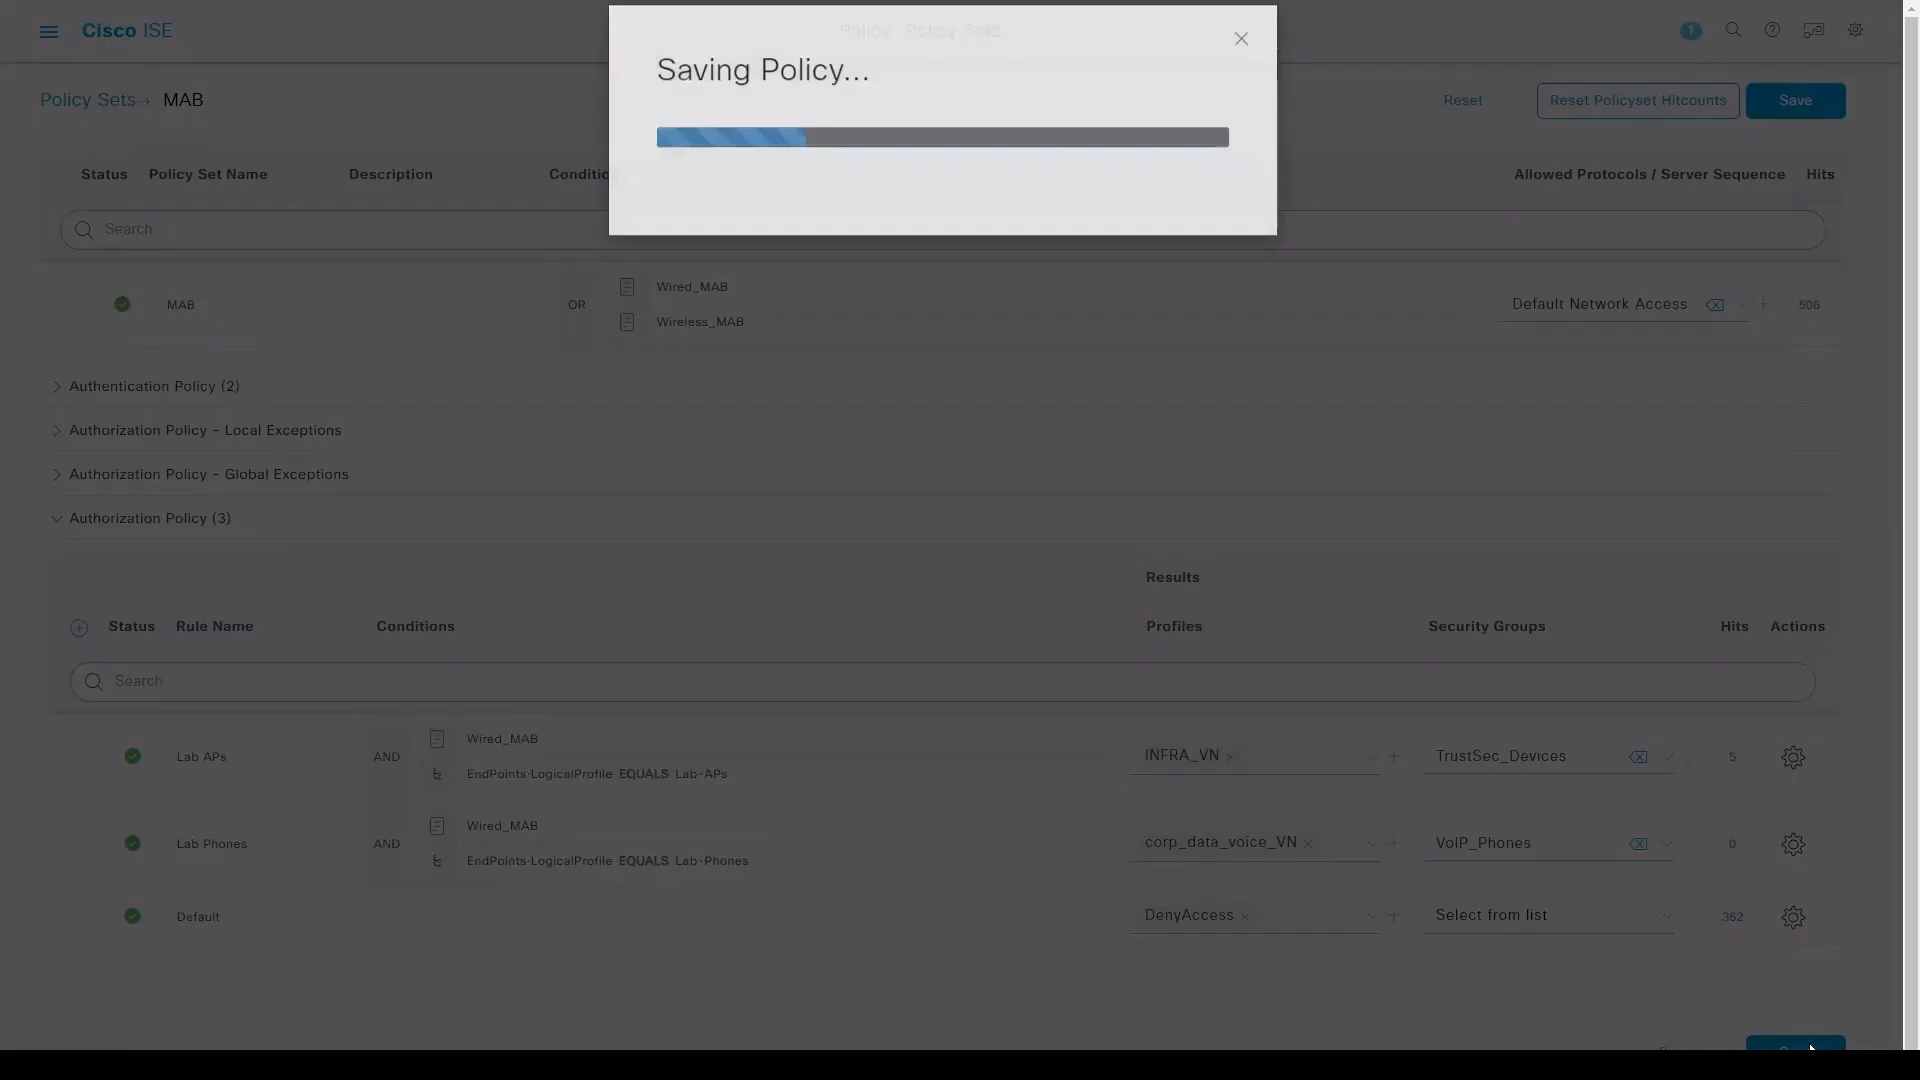 Cisco ISE
Policy · Policy Sets
1
Saving Policy...
Policy Sets→ MAB
Reset
Reset Policyset Hitcounts
Save
Status Policy Set Name Description Conditio Allowed Protocols / Server Sequence Hits
Search
MAB OR Wired_MAB
Wireless_MAB
Default Network Access 506
Authentication Policy (2)
Authorization Policy - Local Exceptions
Authorization Policy - Global Exceptions
Authorization Policy (3)
Results
Status Rule Name Conditions Profiles Security Groups Hits Actions
Search
Lab APs AND Wired_MAB
EndPoints·LogicalProfile EQUALS Lab-APs
INFRA_VN TrustSec_Devices 5
Lab Phones AND Wired_MAB
EndPoints·LogicalProfile EQUALS Lab-Phones
corp_data_voice_VN VoIP_Phones 0
Default DenyAccess Select from list 362